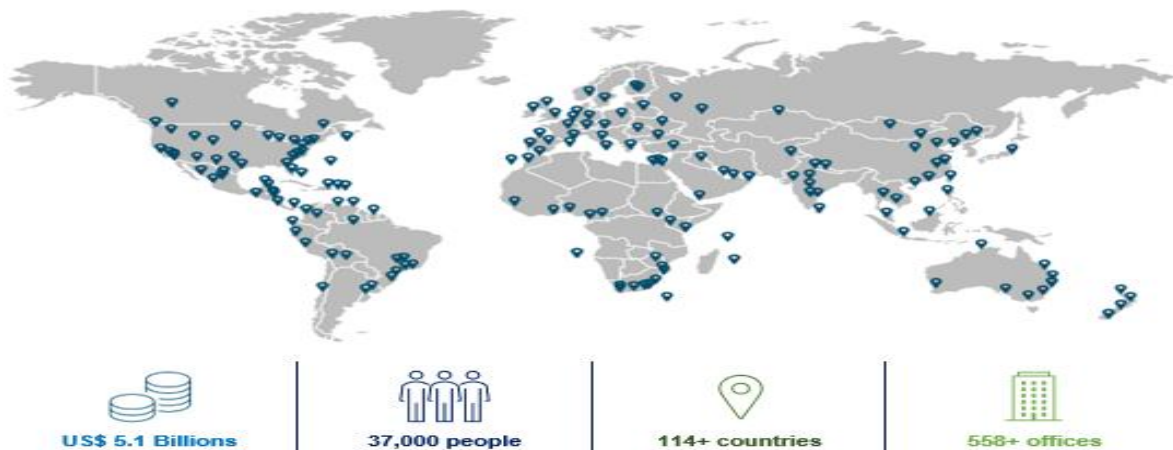 US$ 5.1 Billions
37,000 people
114+ countries
558+ offices